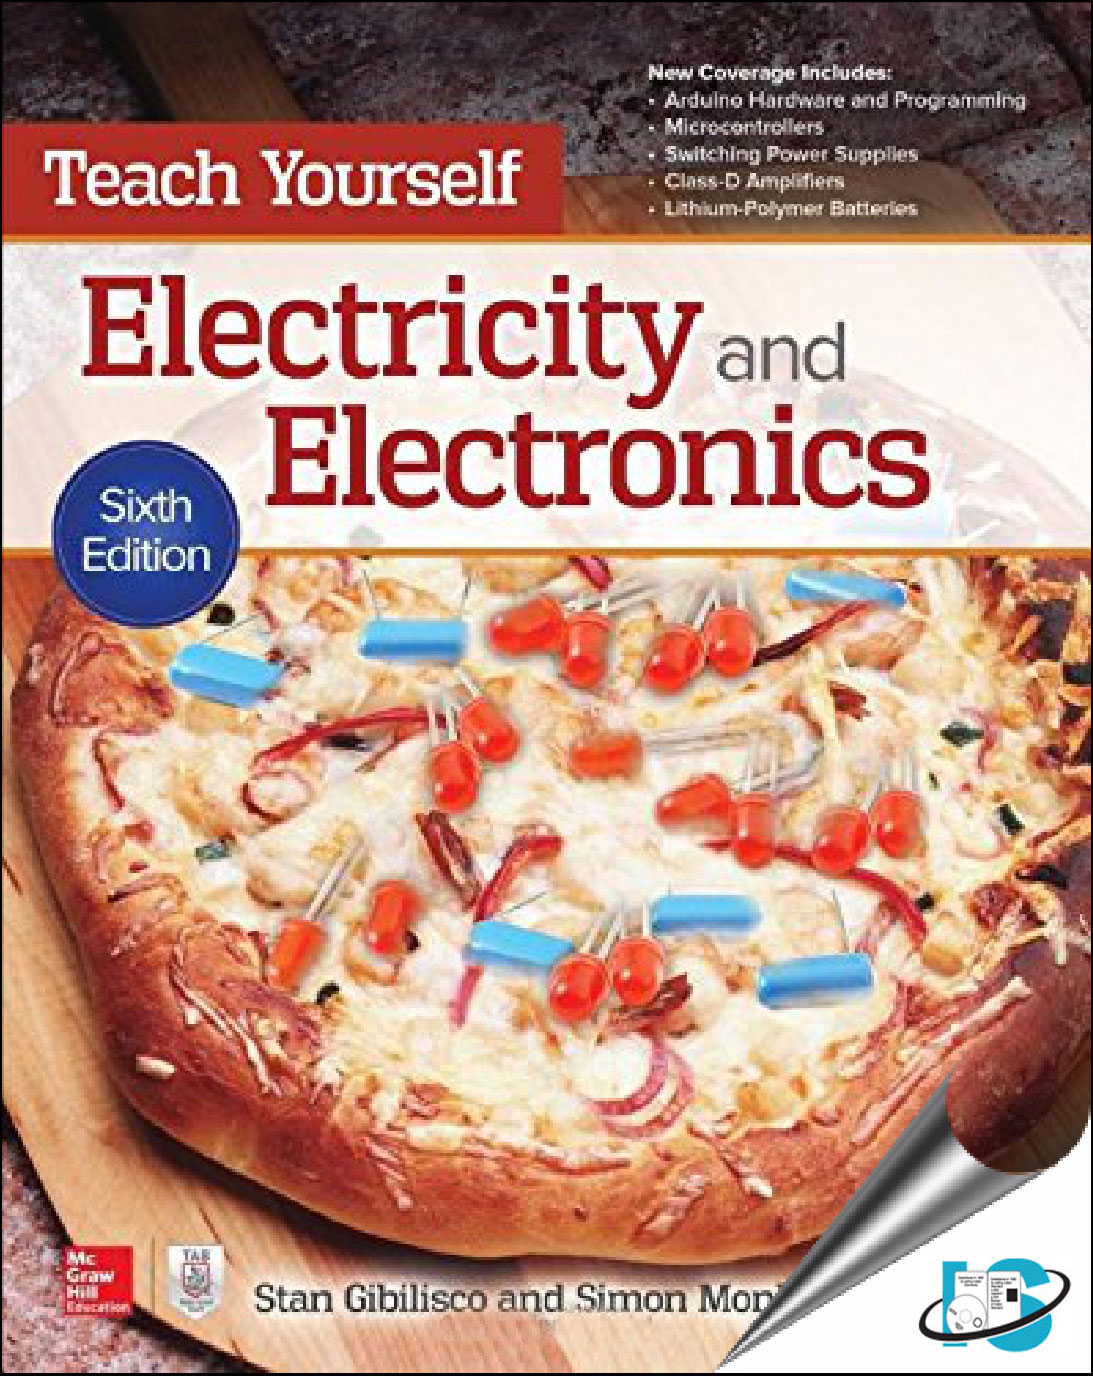 New Coverage Includes:
• Arduino Hardware and Programming
• Microcontrollers
• Switching Power Supplies
• Class-D Amplifiers
• Lithium-Polymer Batteries
Teach Yourself
Electricity and
Electronics
Sixth
Edition
Mc
Graw
Hill
Education
TAB
Stan Gibilisco and Simon Mon